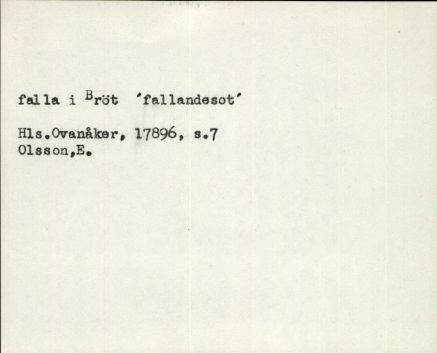 falla i Bröt 'fallandesot'
Hls.Ovanåker, 17896, s.7
Olsson,E.